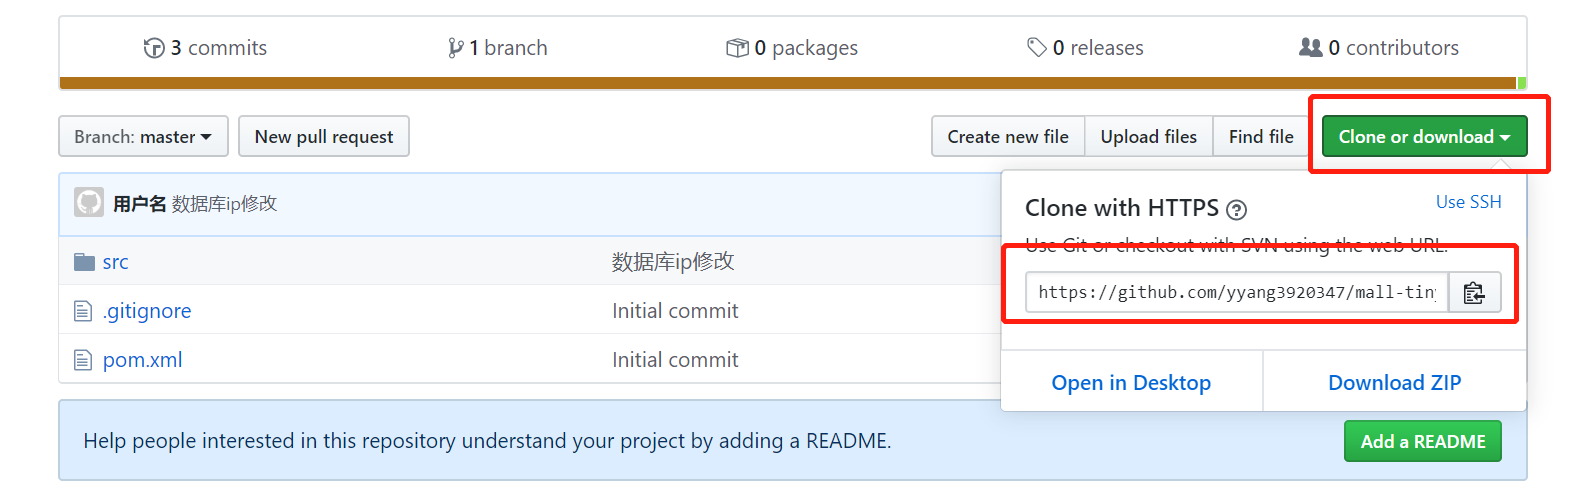 3 commits
1 branch
0 packages
0 releases
0 contributors
Branch: master
New pull request
Create new file
Upload files
Find file
Clone or download
用户名 数据库ip修改
Clone with HTTPS
Use SSH
Use Git or checkout with SVN using the web URL.
src
数据库ip修改
https://github.com/yyang3920347/mall-tiny
.gitignore
Initial commit
pom.xml
Initial commit
Open in Desktop
Download ZIP
Help people interested in this repository understand your project by adding a README.
Add a README